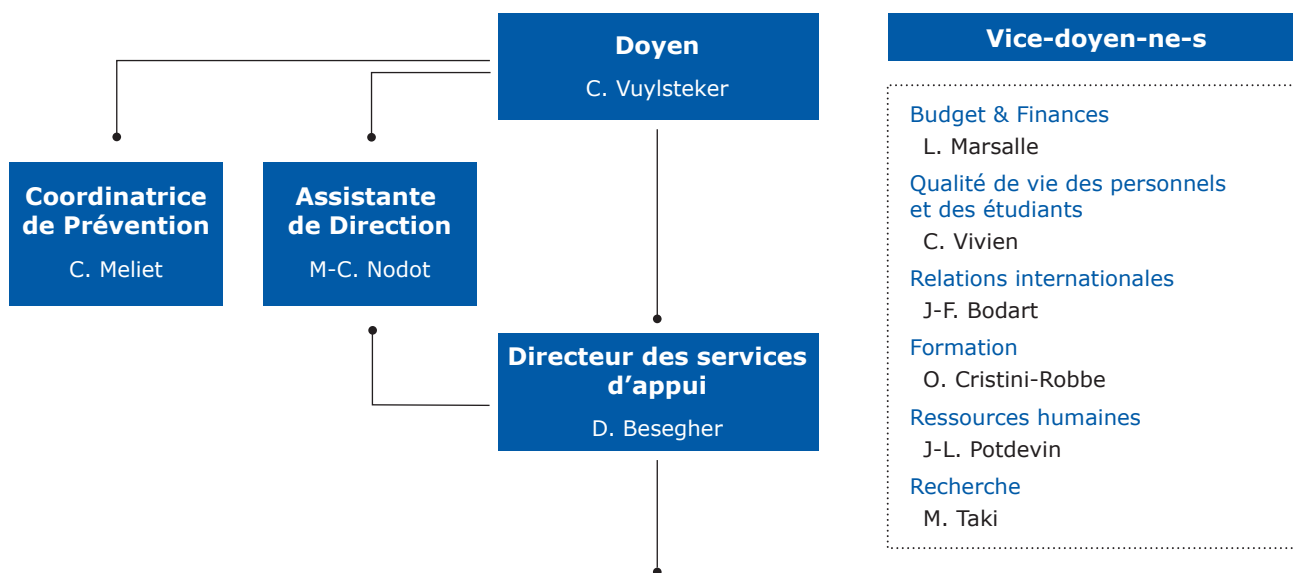 Doyen
C. Vuylsteker
Coordinatrice
de Prévention
C. Meliet
Assistante
de Direction
M-C. Nodot
Directeur des services
d’appui
D. Besegher
Vice-doyen-ne-s
Budget & Finances
L. Marsalle
Qualité de vie des personnels
et des étudiants
C. Vivien
Relations internationales
J-F. Bodart
Formation
O. Cristini-Robbe
Ressources humaines
J-L. Potdevin
Recherche
M. Taki